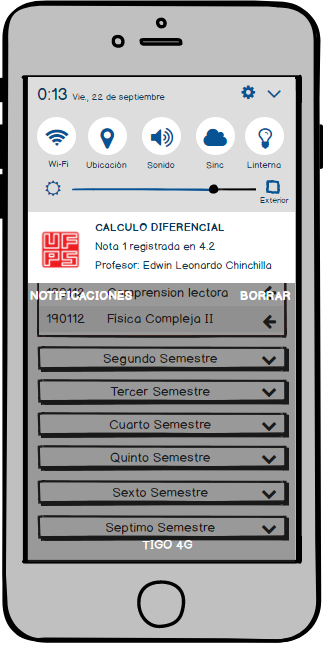 0:13 Vie., 22 de septiembre
Wi-Fi Ubicación Sonido Sinc Linterna
Exterior
CALCULO DIFERENCIAL
UFPS
Nota 1 registrada en 4.2
Profesor: Edwin Leonardo Chinchilla
190112 Comprension lectora
NOTIFICACIONES BORRAR
190112 Fisica Compleja II
Segundo Semestre
Tercer Semestre
Cuarto Semestre
Quinto Semestre
Sexto Semestre
Septimo Semestre
TIGO 4G